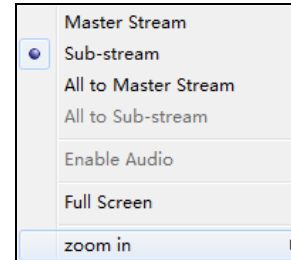 Master Stream
Sub-stream
All to Master Stream
All to Sub-stream
Enable Audio
Full Screen
zoom in